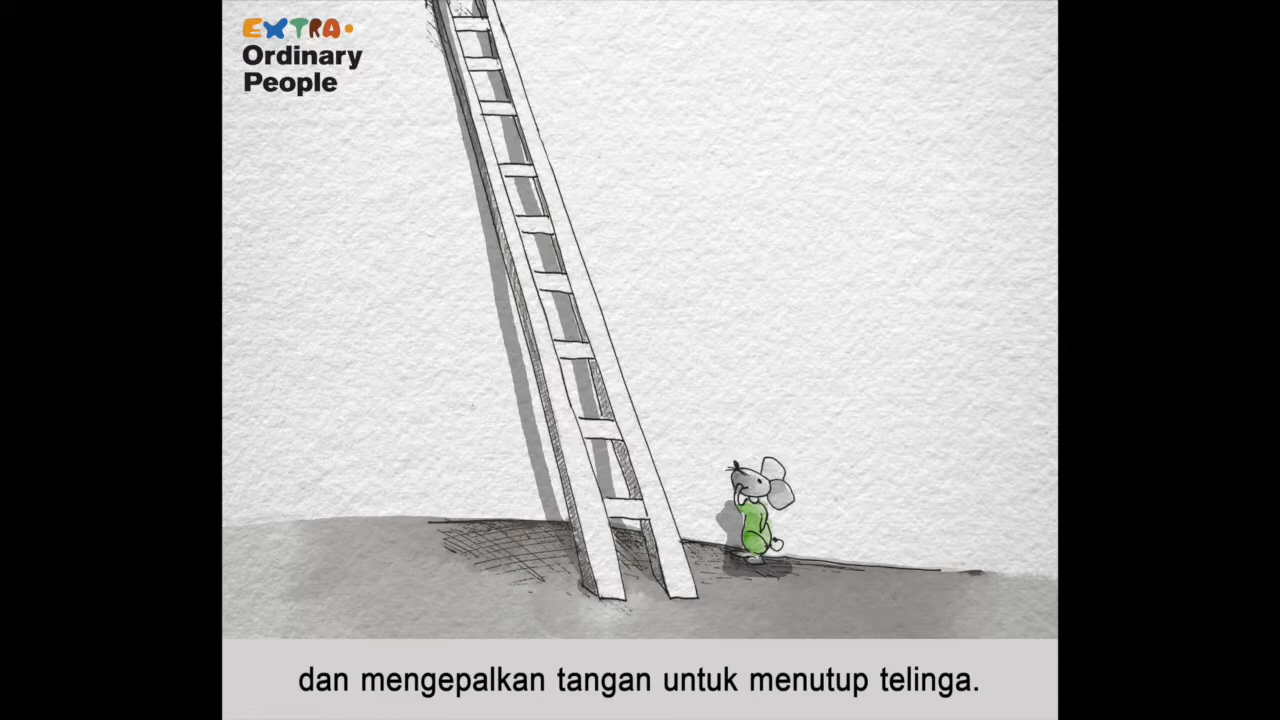 EXTRA•
Ordinary
People
dan mengepalkan tangan untuk menutup telinga.